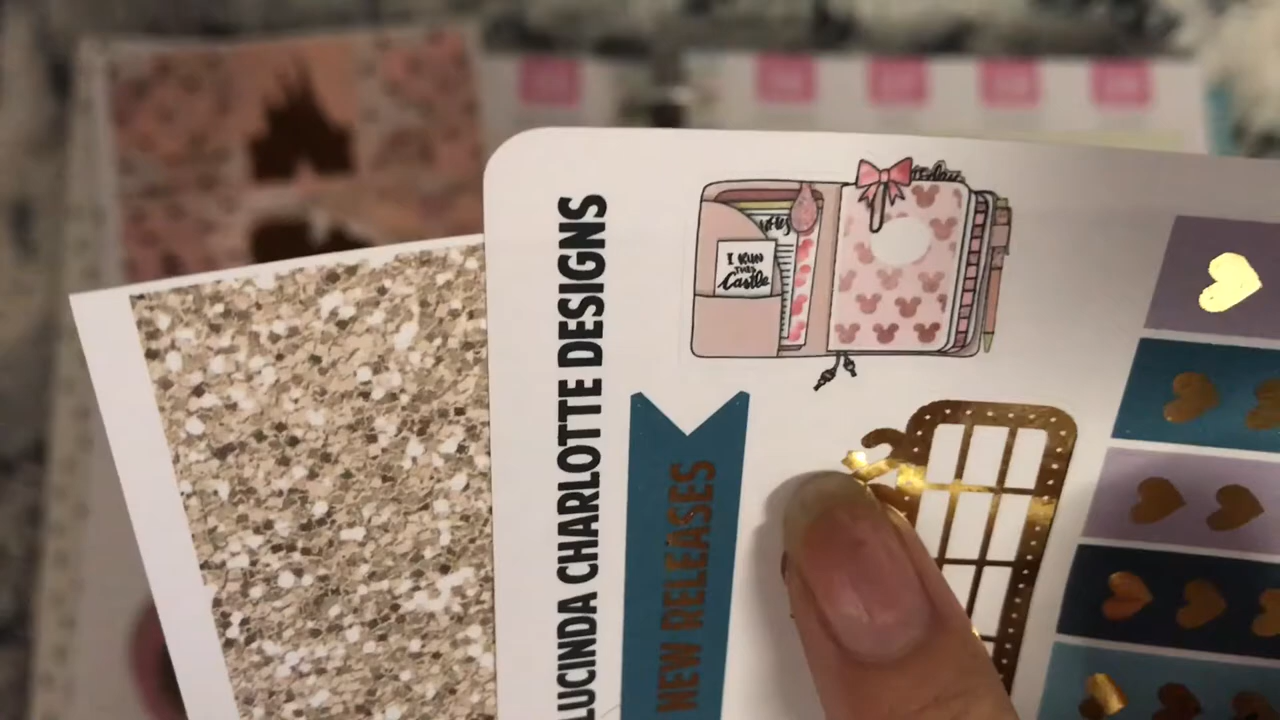 LUCINDA CHARLOTTE DESIGNS
NEW RELEASES
I RUN
THIS
Castle